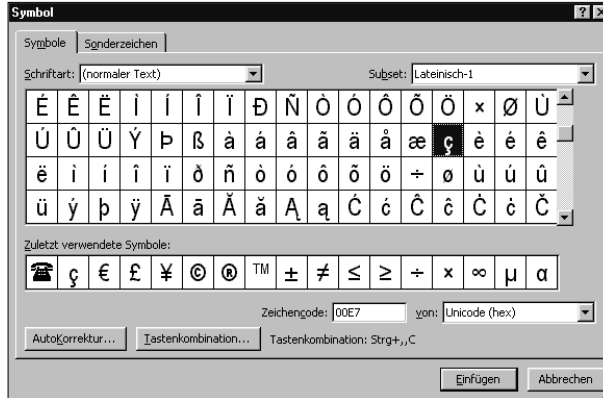 Symbol
Symbole Sonderzeichen
Schriftart: (normaler Text) Subset: Lateinisch-1
É Ê Ë Ì Í Î Ï Ð Ñ Ò Ó Ô Õ Ö × Ø Ù
Ú Û Ü Ý Þ ß à á â ã ä å æ ç è é ê
ë ì í î ï ð ñ ò ó ô õ ö ÷ ø ù ú û
ü ý þ ÿ Ā ā Ă ă Ą ą Ć ć Ĉ ĉ Ċ ċ Č
Zuletzt verwendete Symbole:
☎ ç € £ ¥ © ® ™ ± ≠ ≤ ≥ ÷ × ∞ µ α
Zeichencode: 00E7 von: Unicode (hex)
AutoKorrektur... Tastenkombination... Tastenkombination: Strg+,,C
Einfügen Abbrechen